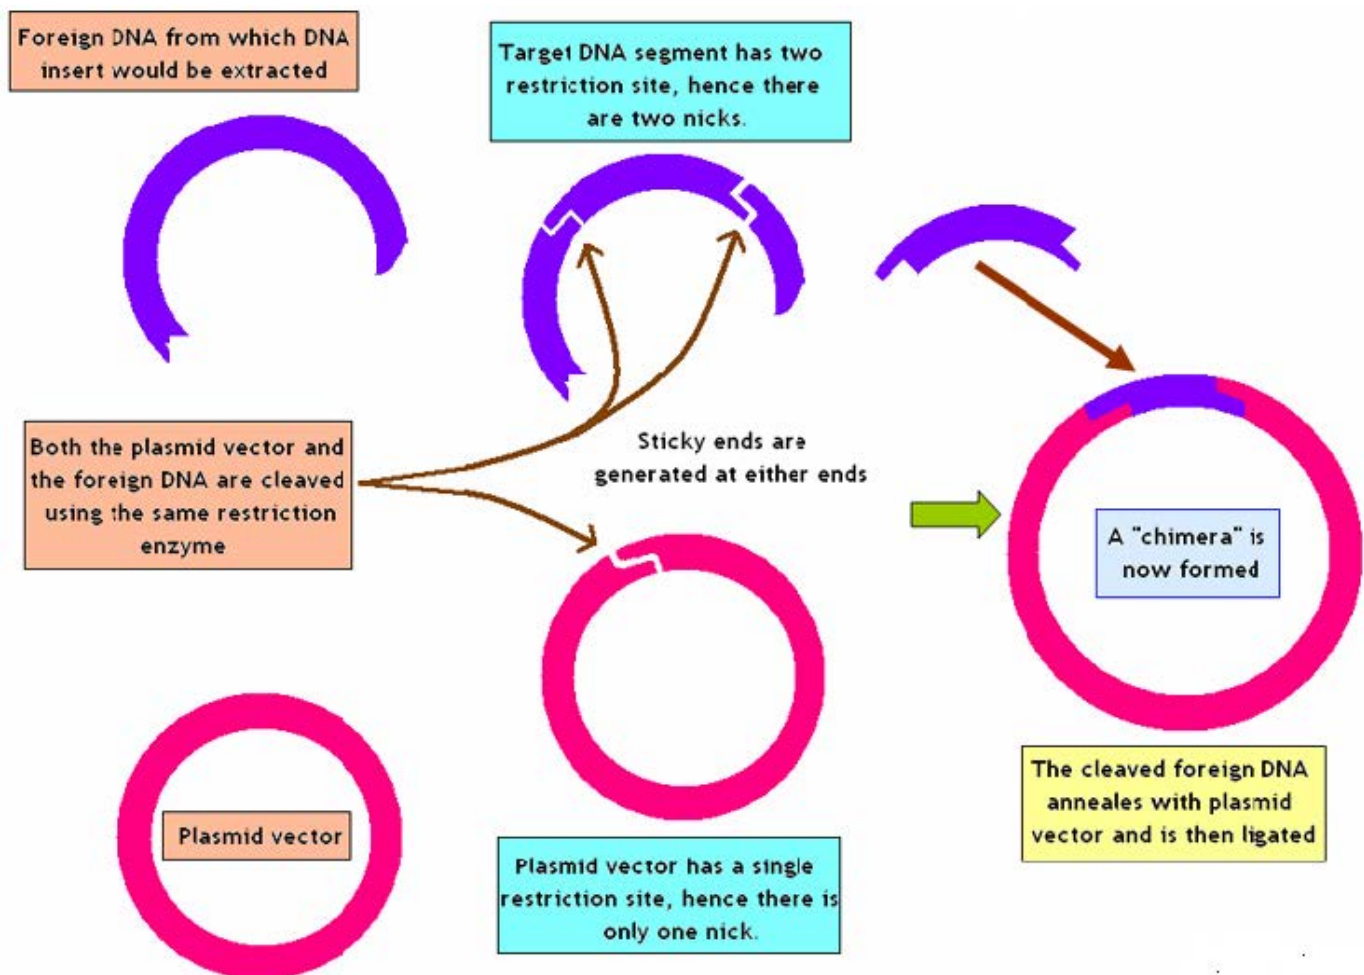 Foreign DNA from which DNA
insert would be extracted
Target DNA segment has two
restriction site, hence there
are two nicks.
Both the plasmid vector and
the foreign DNA are cleaved
using the same restriction
enzyme
Sticky ends are
generated at either ends
A "chimera" is
now formed
Plasmid vector
Plasmid vector has a single
restriction site, hence there is
only one nick.
The cleaved foreign DNA
anneales with plasmid
vector and is then ligated